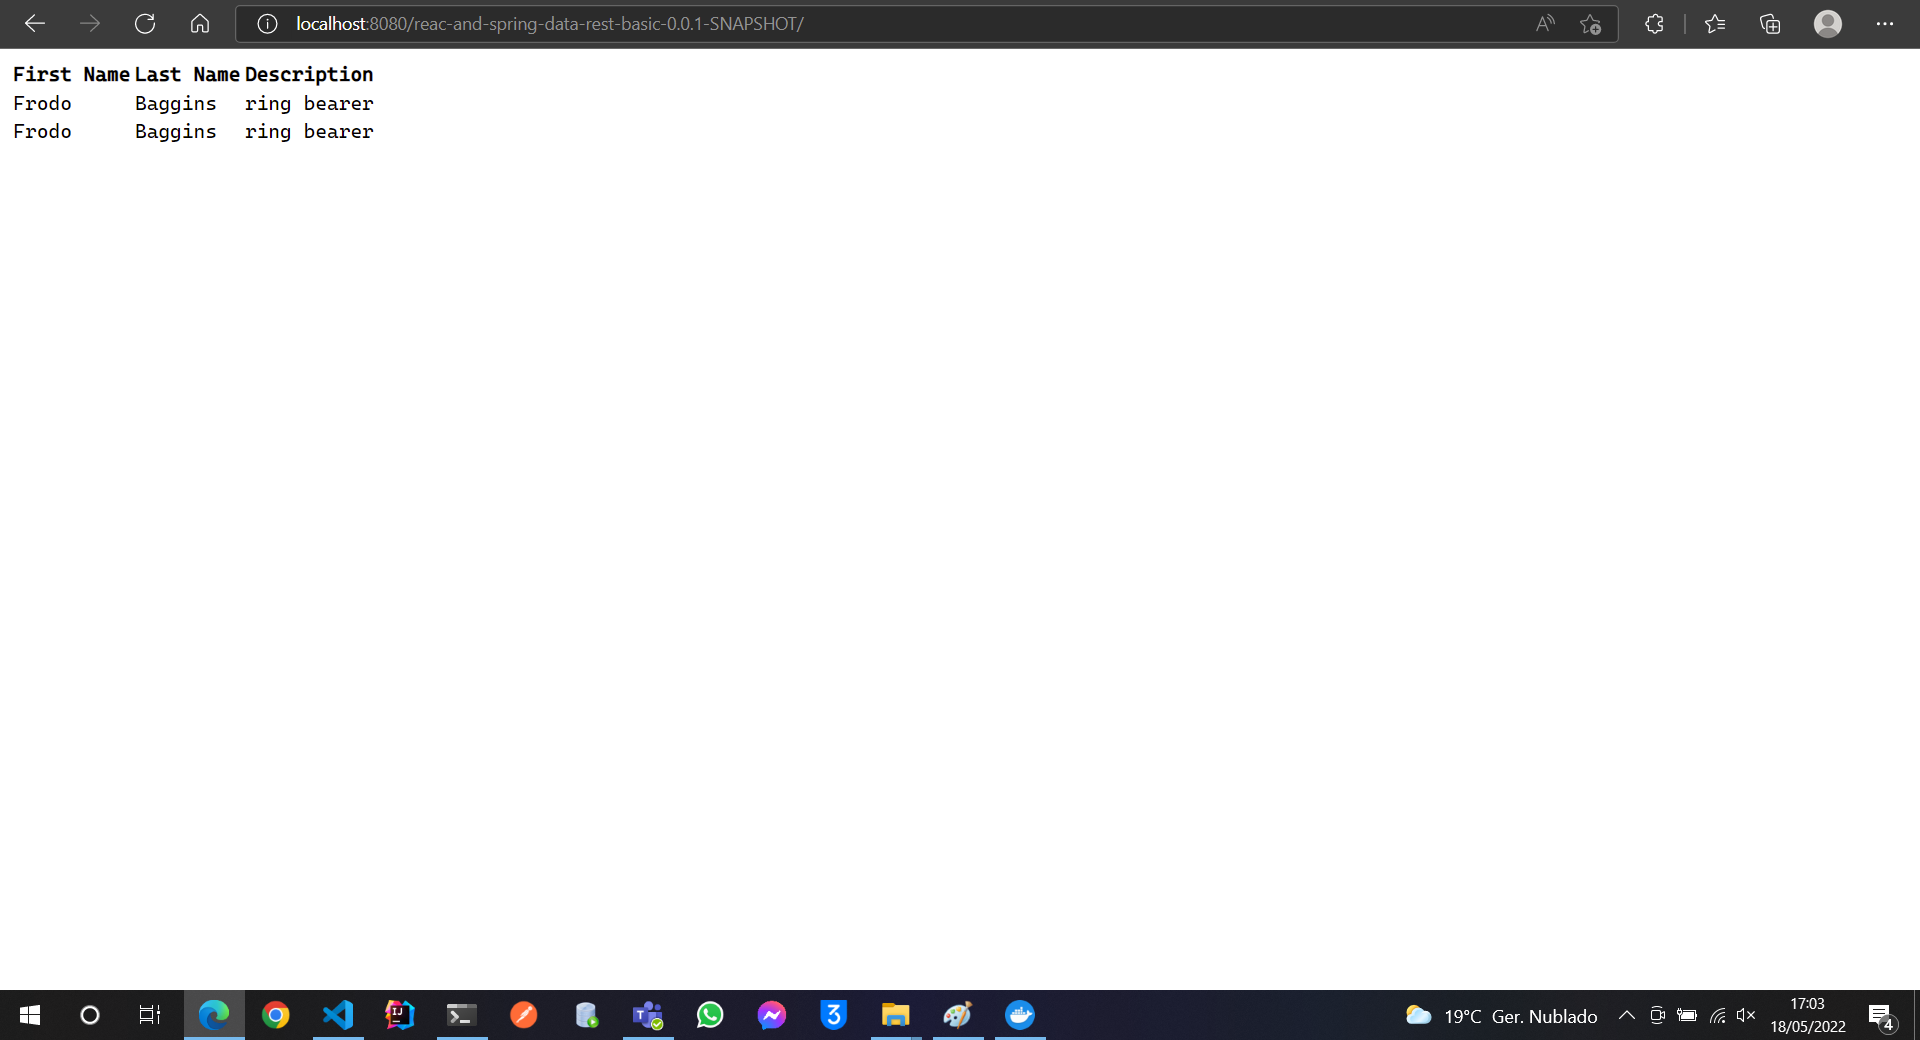 localhost:8080/reac-and-spring-data-rest-basic-0.0.1-SNAPSHOT/
First Name Last Name Description
Frodo Baggins ring bearer
Frodo Baggins ring bearer
19°C Ger. Nublado
17:03
18/05/2022
4